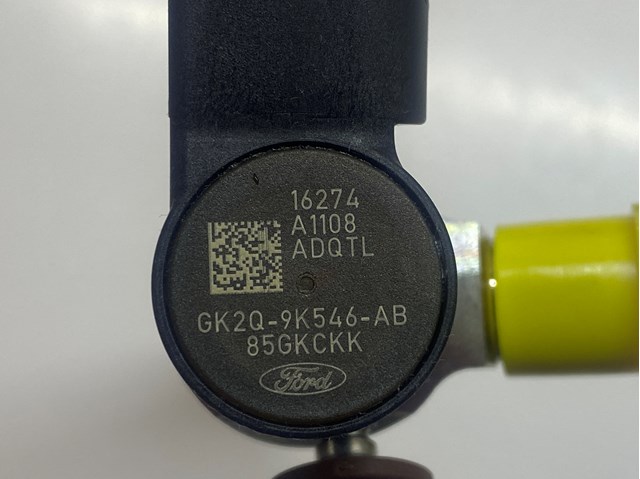 16274
A1108
ADQTL
GK2Q-9K546-AB
85GKCKK
Ford